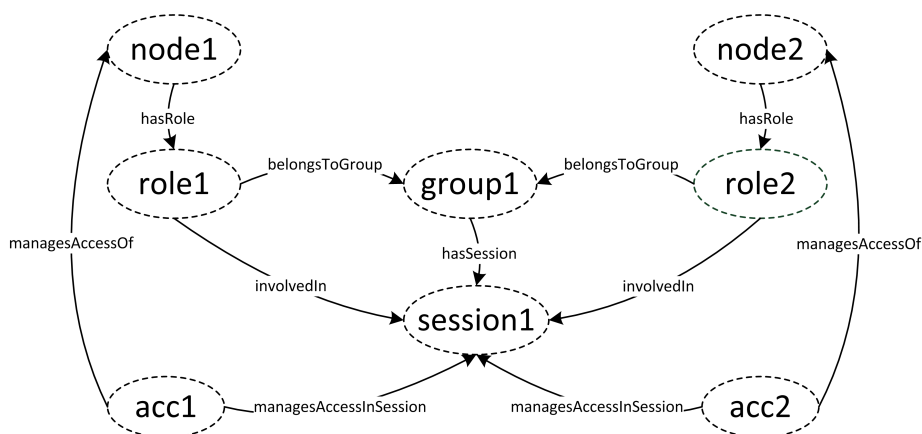 node1
node2
hasRole
hasRole
belongsToGroup
belongsToGroup
role1
group1
role2
managesAccessOf
hasSession
managesAccessOf
involvedIn
involvedIn
session1
acc1
managesAccessInSession
managesAccessInSession
acc2